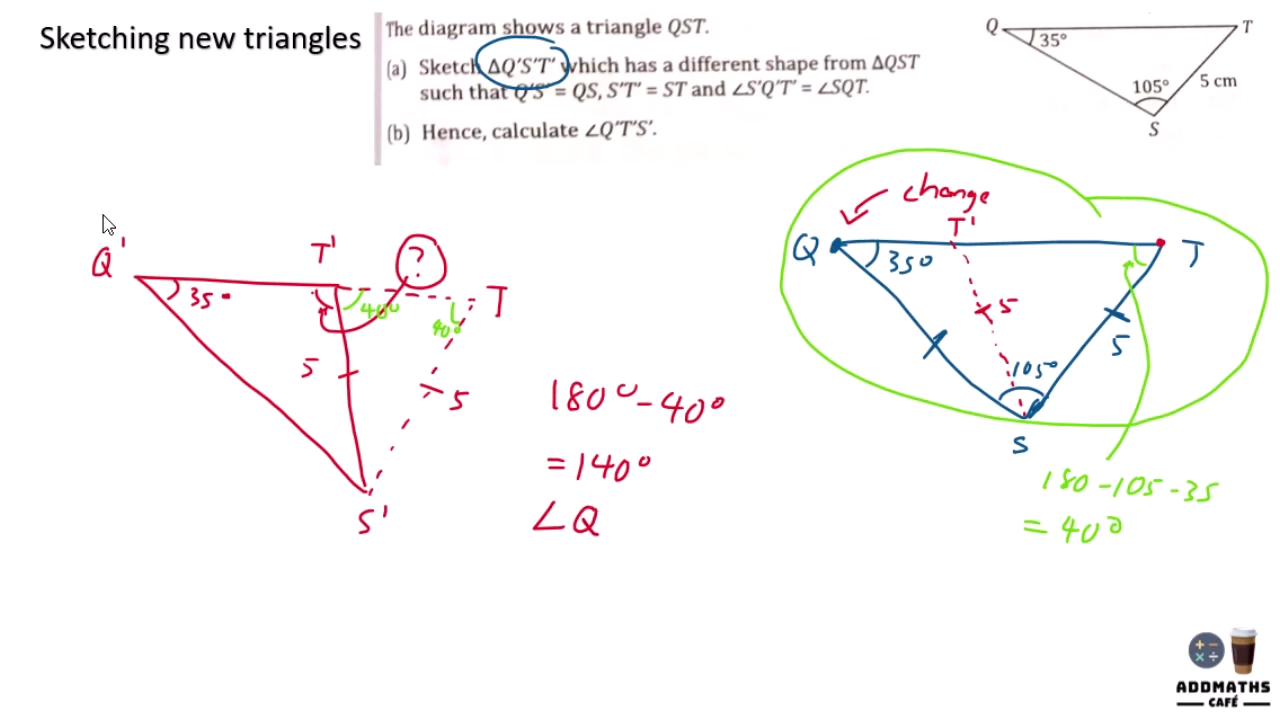 Sketching new triangles
The diagram shows a triangle QST.
(a) Sketch ΔQ'S'T' which has a different shape from ΔQST
such that Q'S' = QS, S'T' = ST and ∠S'Q'T' = ∠SQT.
(b) Hence, calculate ∠Q'T'S'.
Q
T
35°
105°
5 cm
S
change
Q
T'
T
35°
5
5
105°
S
180 - 105 - 35
= 40°
Q'
T'
?
T
35°
40°
40°
5
5
S'
180° - 40°
= 140°
∠Q
ADDMATHS
CAFÉ